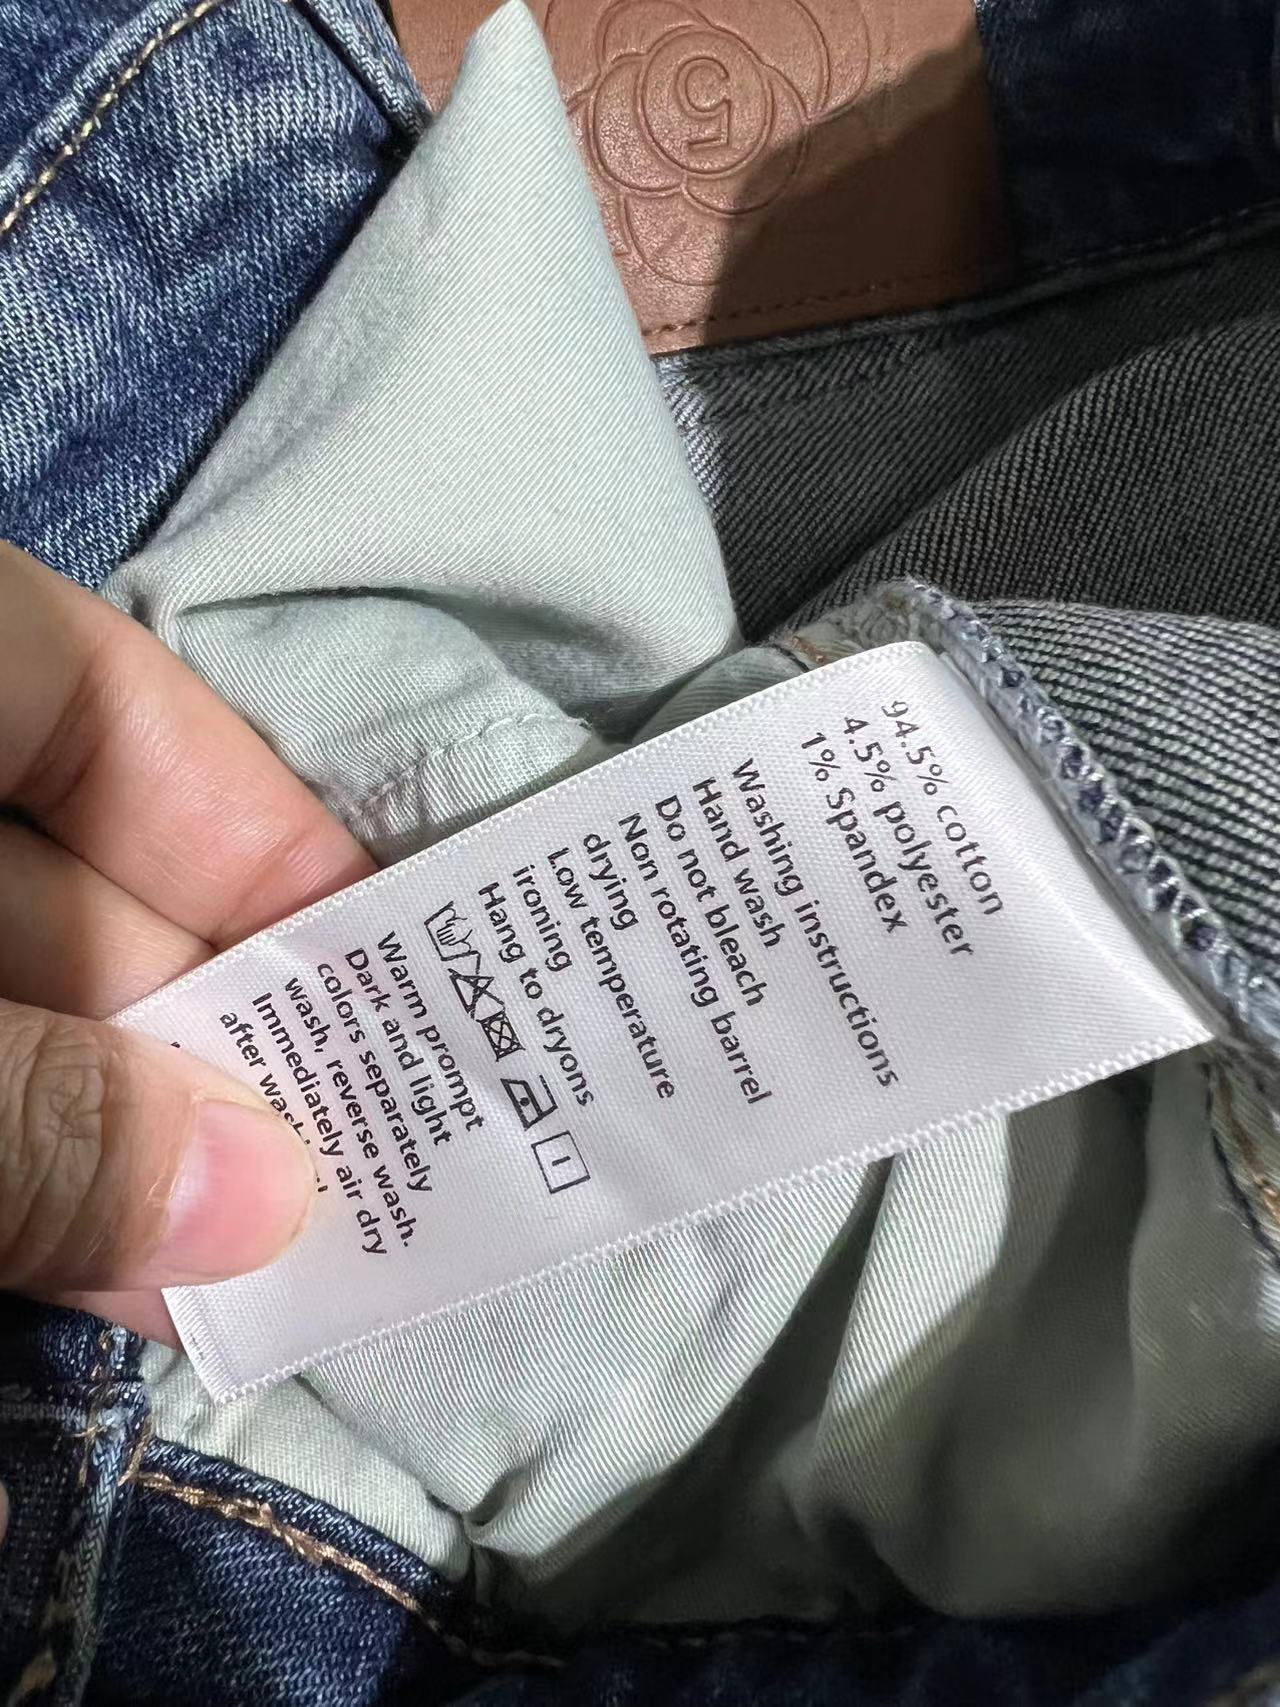 5
94.5% cotton
4.5% polyester
1% Spandex
Washing instructions
Hand wash
Do not bleach
Non rotating barrel
drying
Low temperature
ironing
Hang to dryons
Warm prompt
Dark and light
colors separately
wash, reverse wash.
Immediately air dry
after